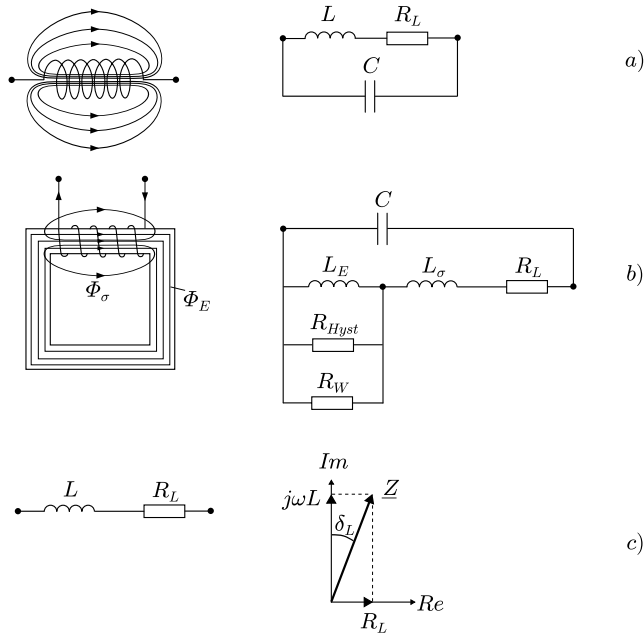 L R_L
C
a)
C
L_E L_σ R_L
b)
Φ_σ
Φ_E
R_Hyst
R_W
L R_L
Im
jωL Z
δ_L
c)
Re
R_L